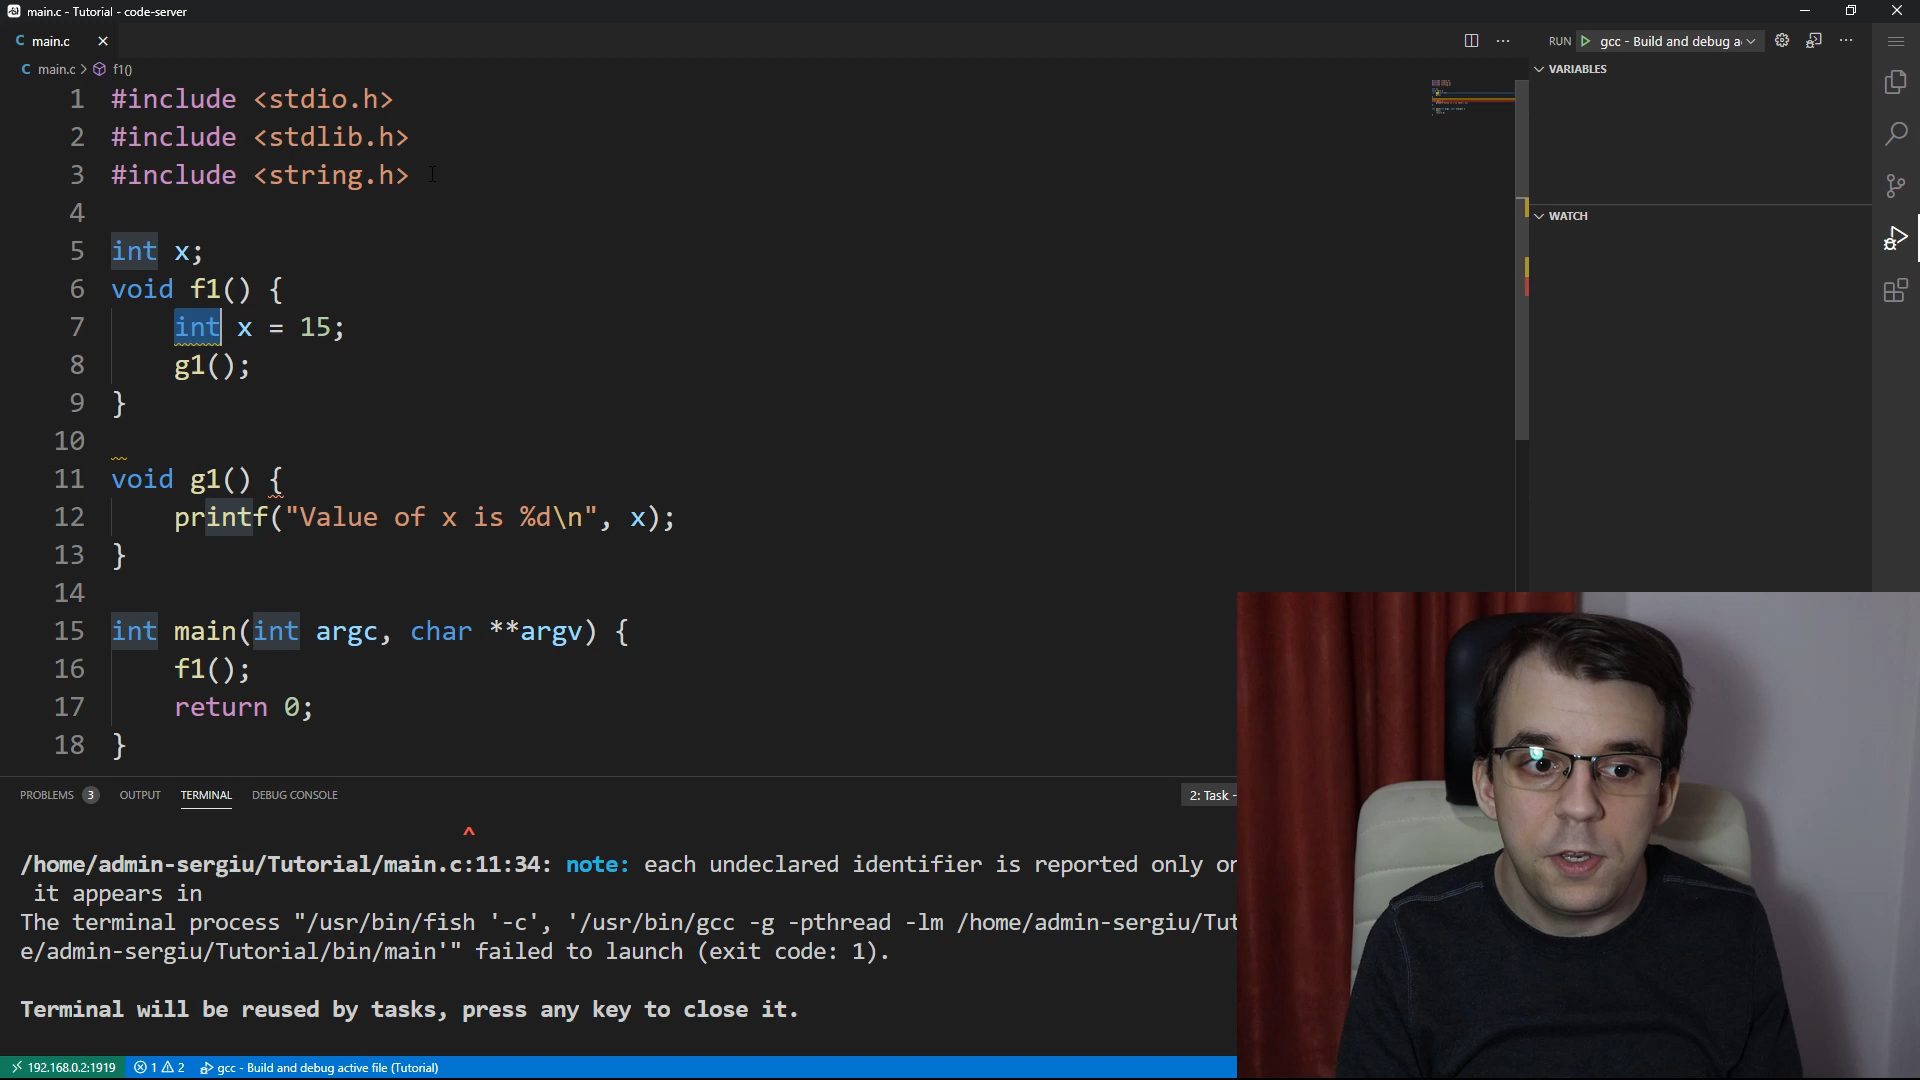 main.c - Tutorial - code-server
C main.c
RUN gcc - Build and debug a
C main.c > f1()
VARIABLES
WATCH
1 #include <stdio.h>
2 #include <stdlib.h>
3 #include <string.h>
4
5 int x;
6 void f1() {
7 int x = 15;
8 g1();
9 }
10
11 void g1() {
12 printf("Value of x is %d\n", x);
13 }
14
15 int main(int argc, char **argv) {
16 f1();
17 return 0;
18 }
PROBLEMS 3 OUTPUT TERMINAL DEBUG CONSOLE 2: Task -
^
/home/admin-sergiu/Tutorial/main.c:11:34: note: each undeclared identifier is reported only on
it appears in
The terminal process "/usr/bin/fish '-c', '/usr/bin/gcc -g -pthread -lm /home/admin-sergiu/Tut
e/admin-sergiu/Tutorial/bin/main'" failed to launch (exit code: 1).
Terminal will be reused by tasks, press any key to close it.
192.168.0.2:1919 1 2 gcc - Build and debug active file (Tutorial)